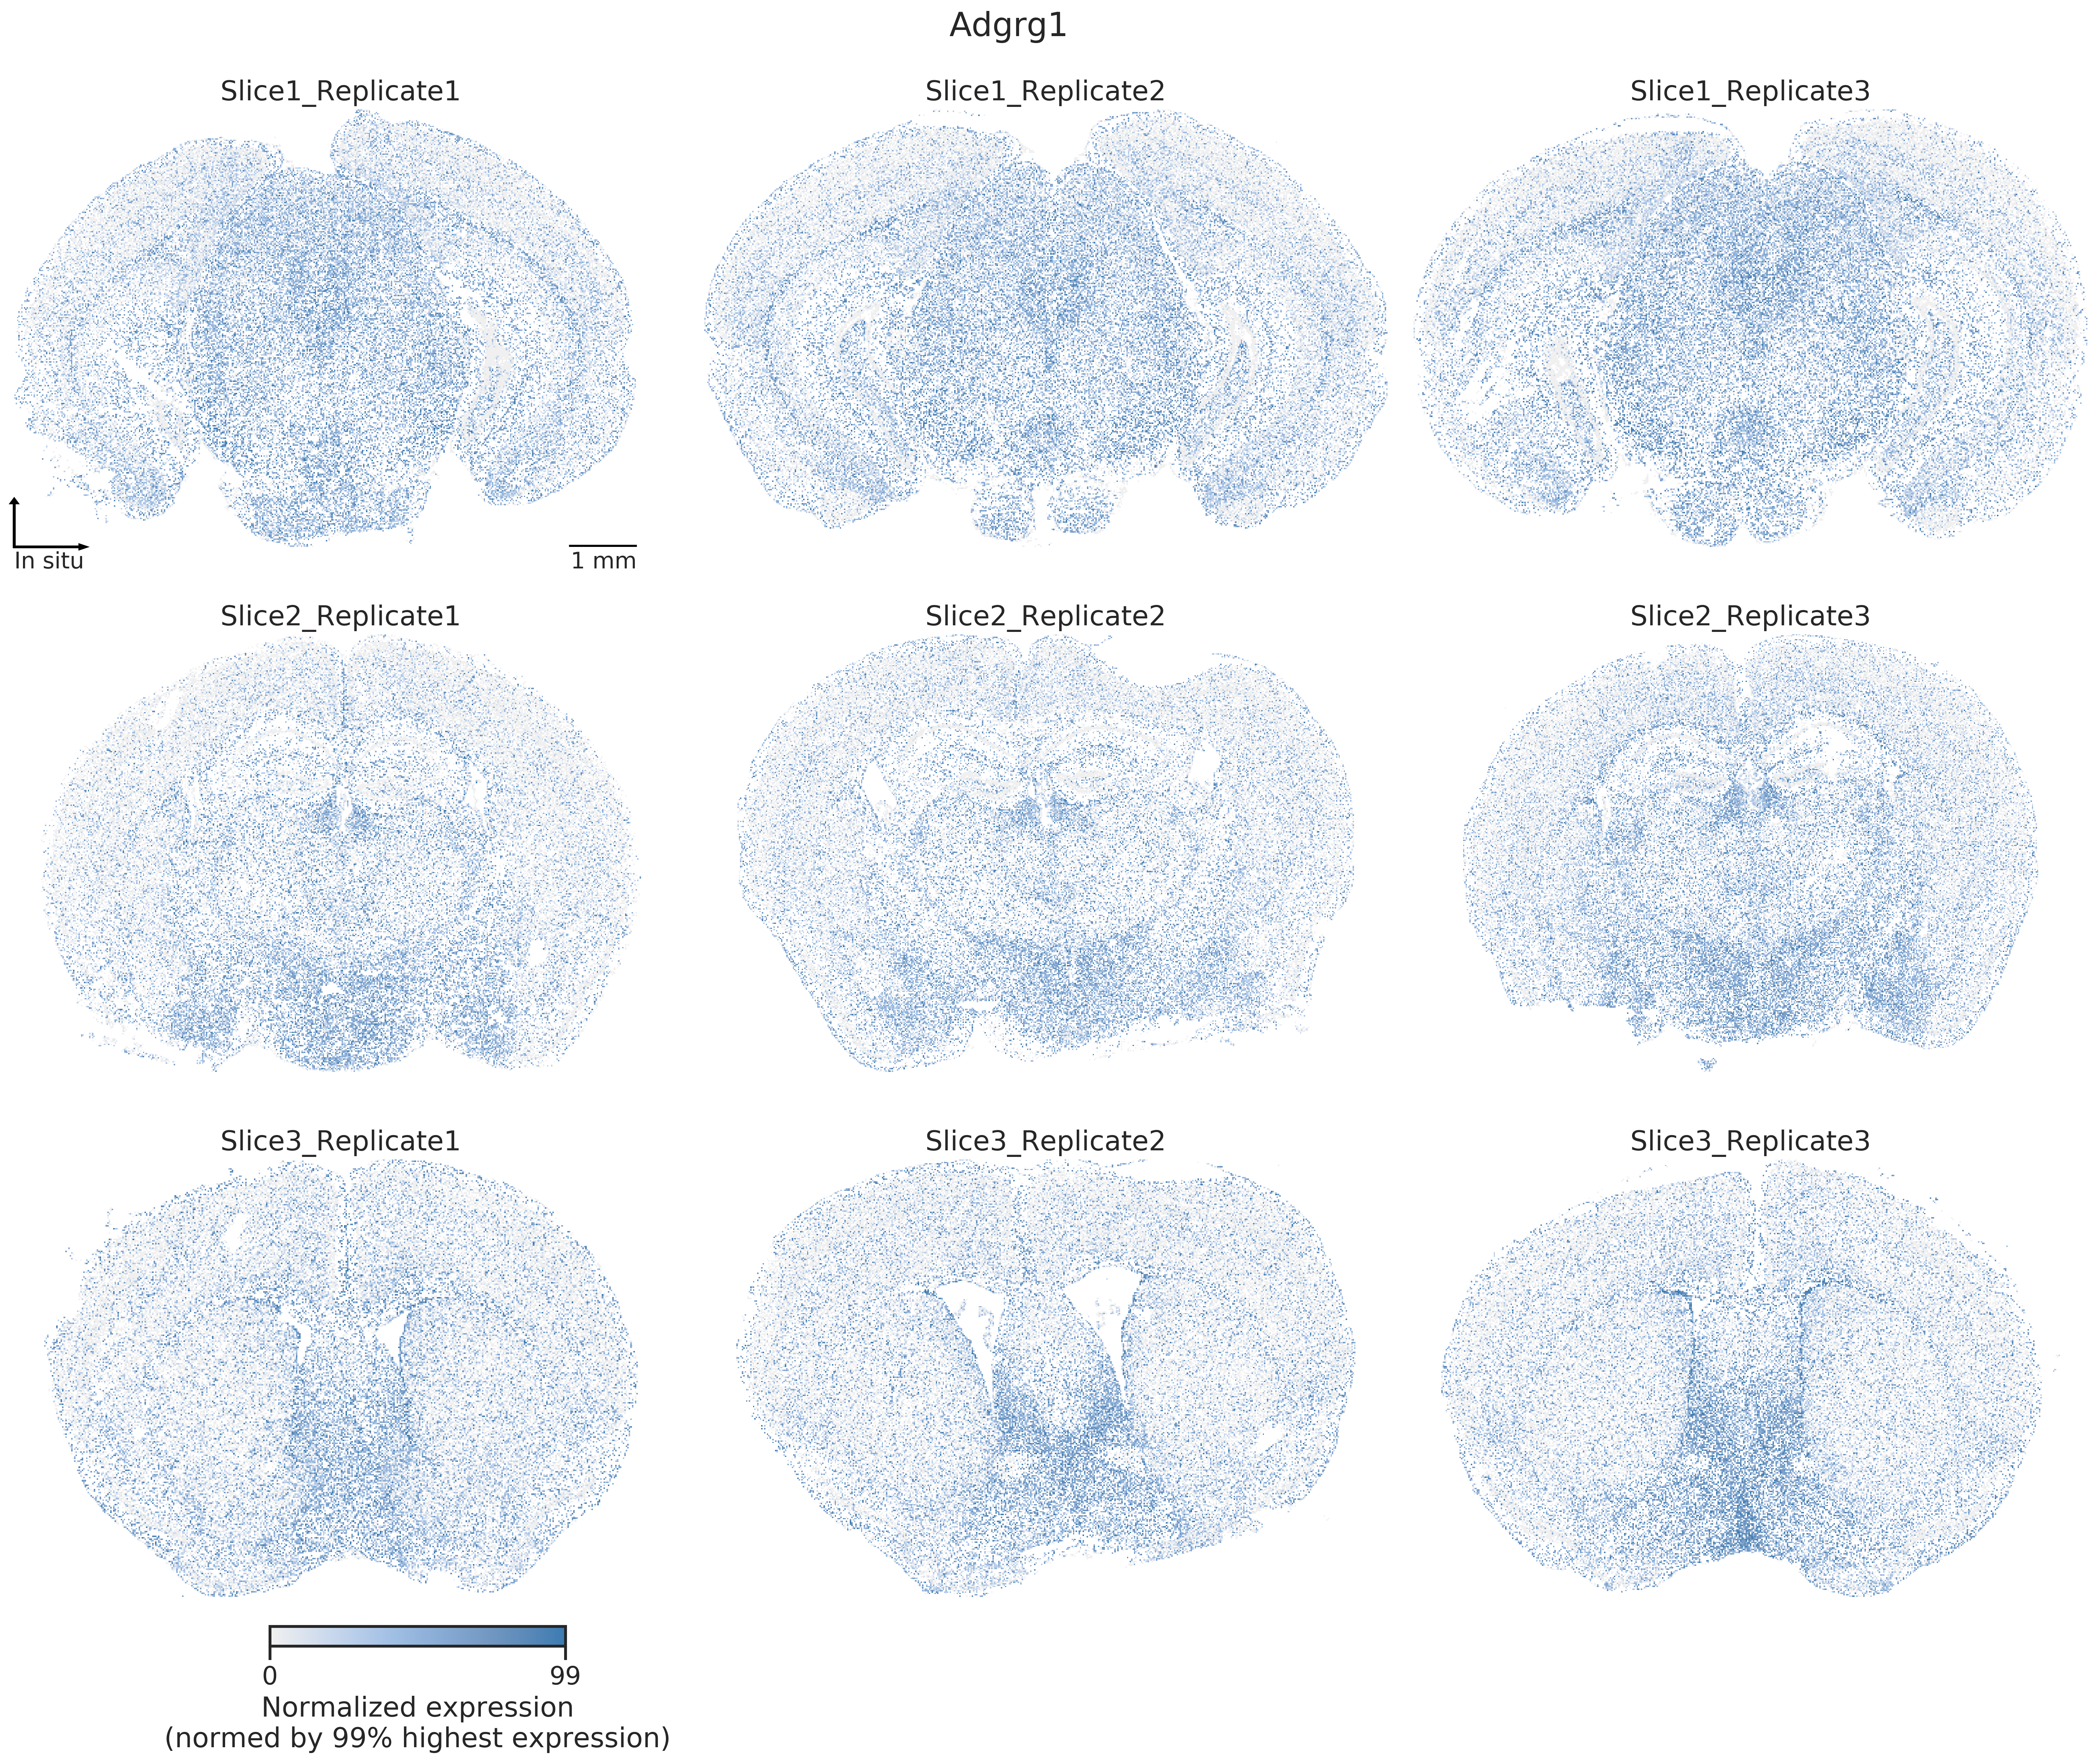 Adgrg1
Slice1_Replicate1
Slice1_Replicate2
Slice1_Replicate3
In situ
1 mm
Slice2_Replicate1
Slice2_Replicate2
Slice2_Replicate3
Slice3_Replicate1
Slice3_Replicate2
Slice3_Replicate3
0
99
Normalized expression
(normed by 99% highest expression)